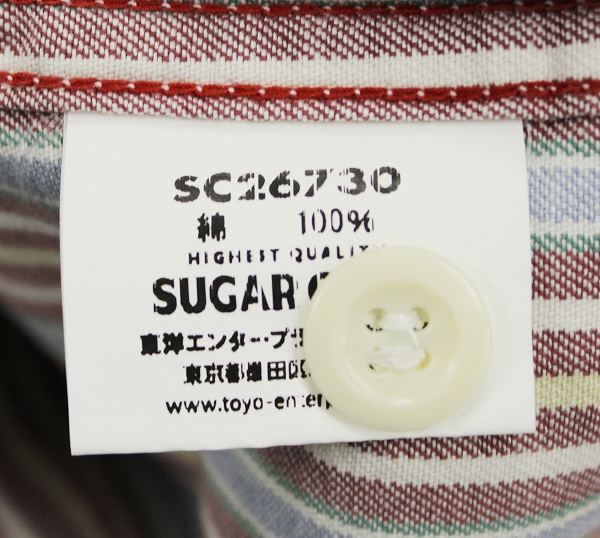 SC26730
綿 100%
HIGHEST QUALITY
SUGAR
東洋エンタープ
東京都墨田区
www.toyo-enterp